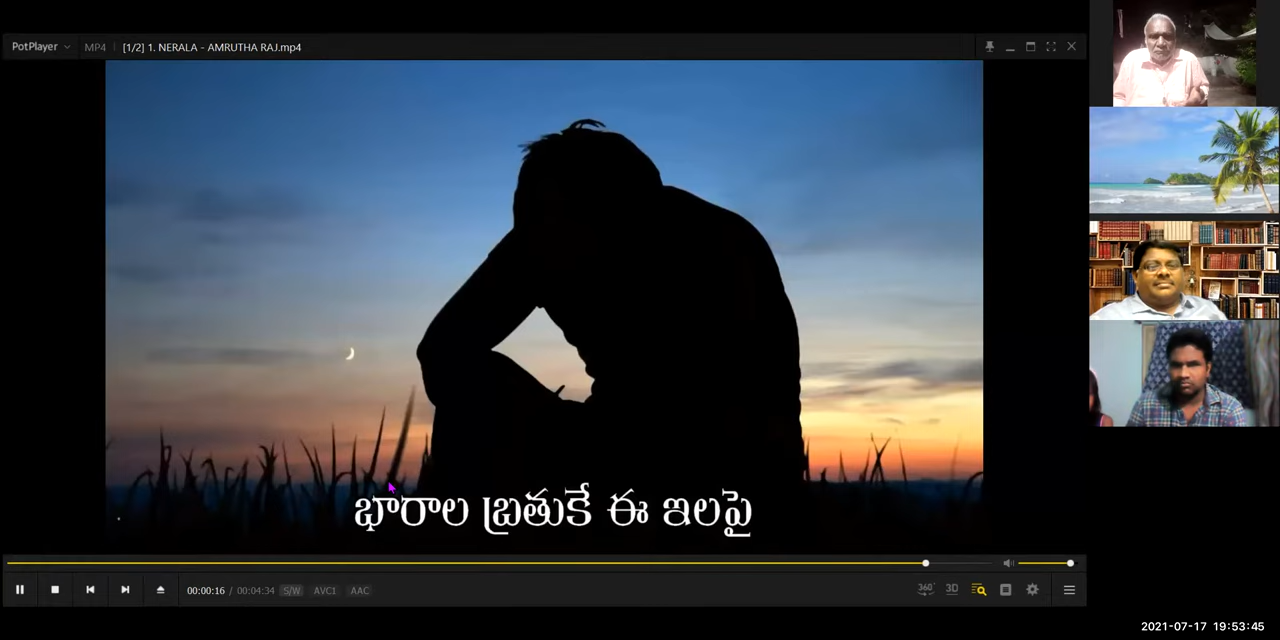 PotPlayer MP4 [1/2] 1. NERALA - AMRUTHA RAJ.mp4
భారాల బ్రతుకే ఈ ఇలపై
00:00:16 / 00:04:34 S/W AVC1 AAC
360° 3D
2021-07-17 19:53:45